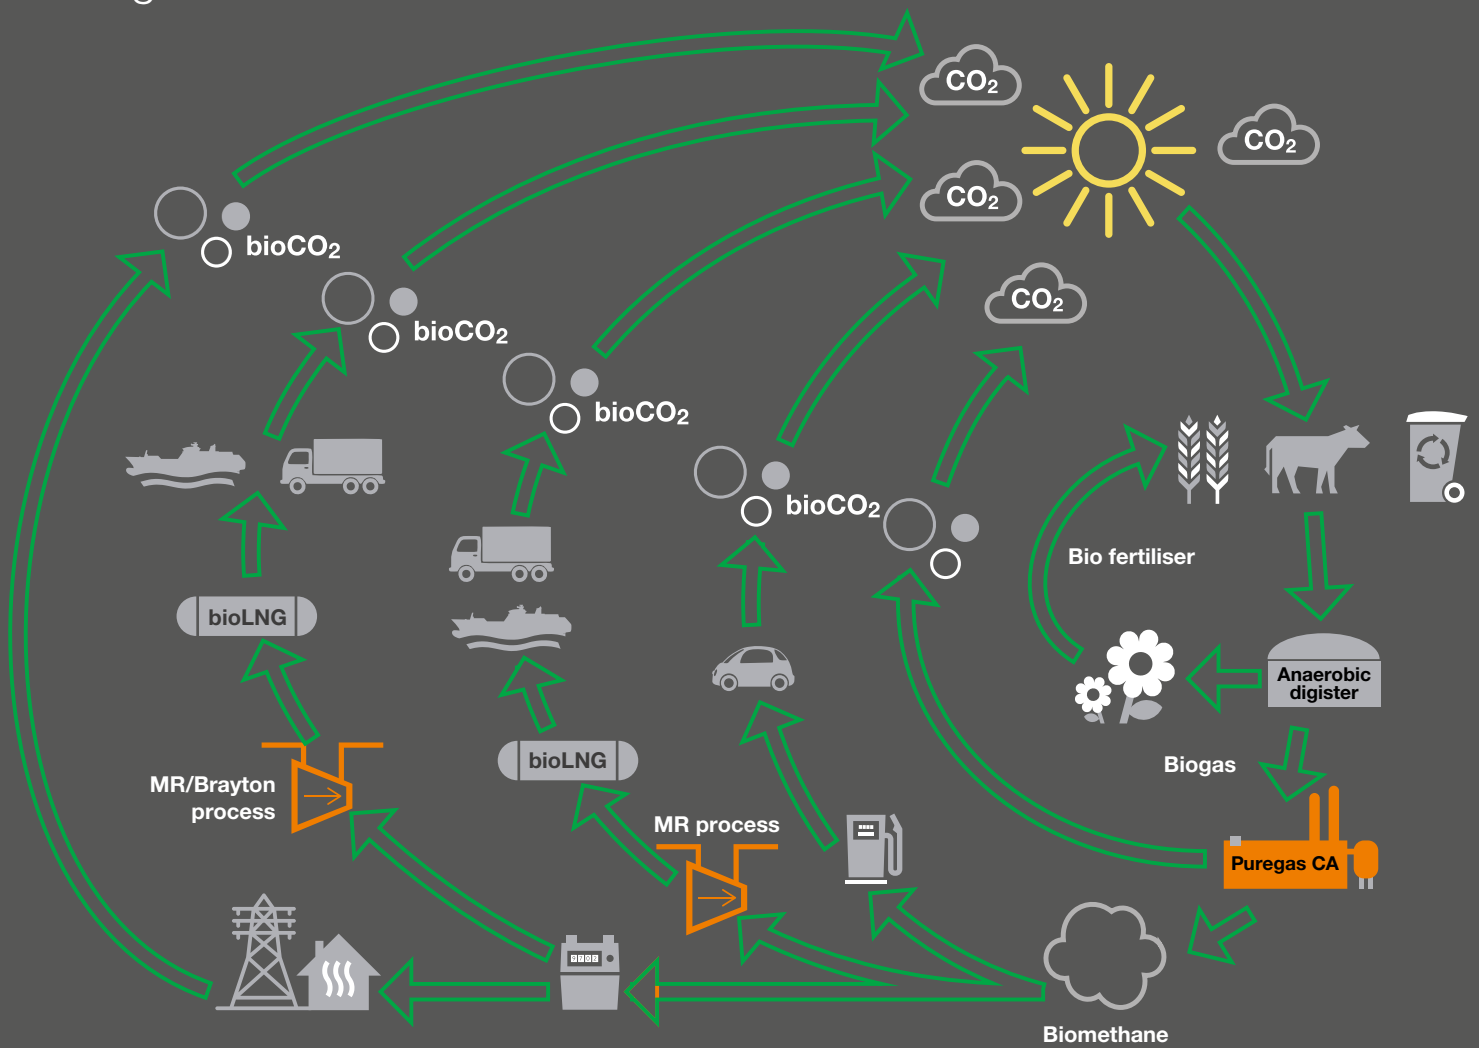 CO₂
CO₂
CO₂
bioCO₂
CO₂
bioCO₂
bioCO₂
bioCO₂
Bio fertiliser
bioLNG
Anaerobic
digister
bioLNG
Biogas
MR/Brayton
process
MR process
Puregas CA
9702
Biomethane